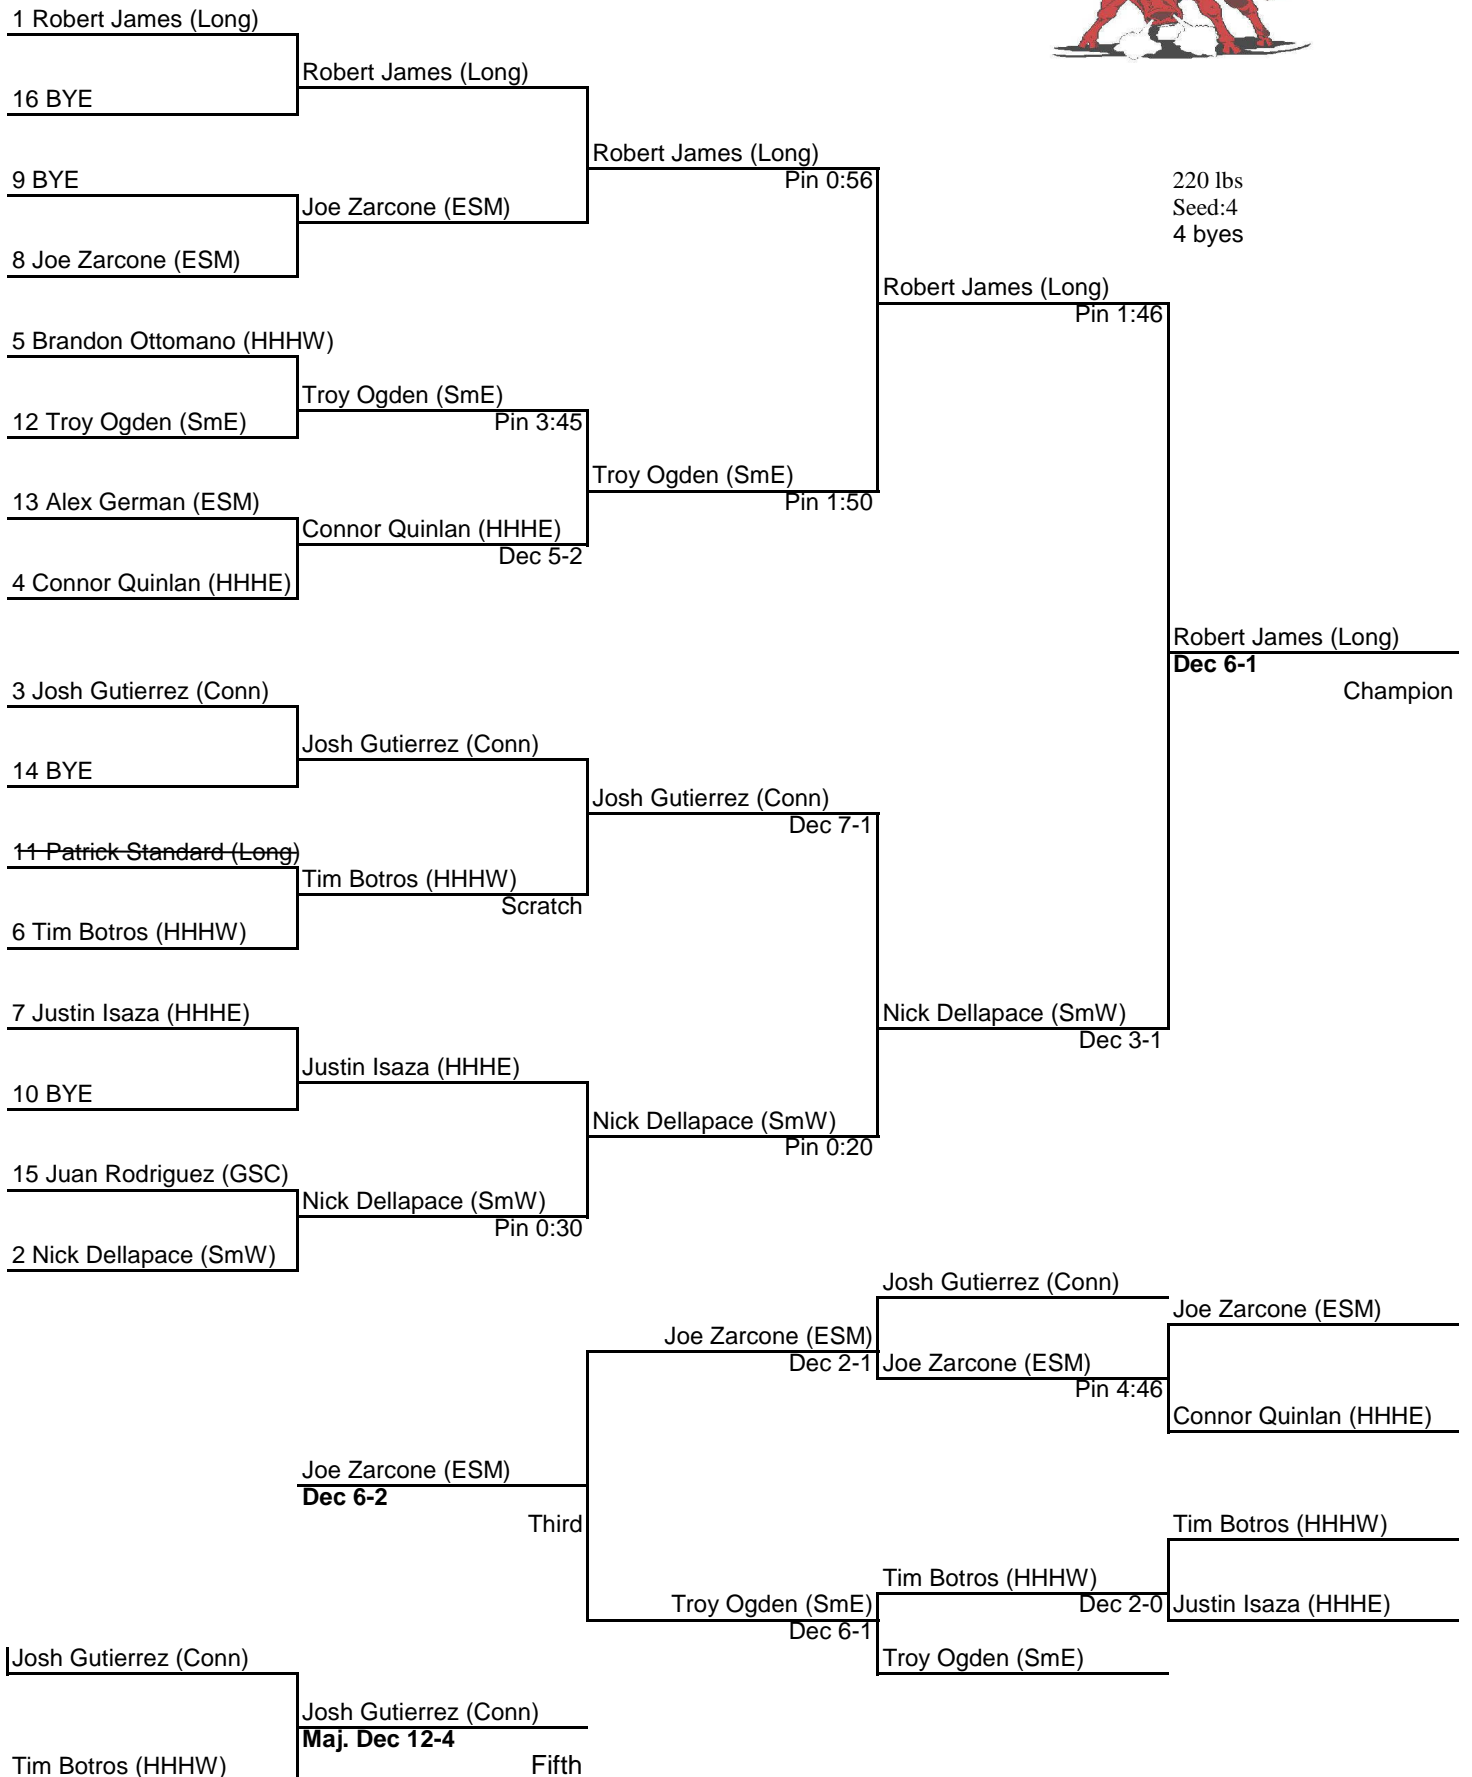 1 Robert James (Long)
Robert James (Long)
16 BYE
Robert James (Long)
Pin 0:56
9 BYE
220 lbs
Seed:4
4 byes
Joe Zarcone (ESM)
8 Joe Zarcone (ESM)
Robert James (Long)
Pin 1:46
5 Brandon Ottomano (HHHW)
Troy Ogden (SmE)
Pin 3:45
12 Troy Ogden (SmE)
Troy Ogden (SmE)
Pin 1:50
13 Alex German (ESM)
Connor Quinlan (HHHE)
Dec 5-2
4 Connor Quinlan (HHHE)
Robert James (Long)
Dec 6-1
Champion
3 Josh Gutierrez (Conn)
Josh Gutierrez (Conn)
14 BYE
Josh Gutierrez (Conn)
Dec 7-1
11 Patrick Standard (Long)
Tim Botros (HHHW)
Scratch
6 Tim Botros (HHHW)
7 Justin Isaza (HHHE)
Nick Dellapace (SmW)
Dec 3-1
Justin Isaza (HHHE)
10 BYE
Nick Dellapace (SmW)
Pin 0:20
15 Juan Rodriguez (GSC)
Nick Dellapace (SmW)
Pin 0:30
2 Nick Dellapace (SmW)
Josh Gutierrez (Conn)
Joe Zarcone (ESM)
Joe Zarcone (ESM)
Dec 2-1
Joe Zarcone (ESM)
Pin 4:46
Connor Quinlan (HHHE)
Joe Zarcone (ESM)
Dec 6-2
Third
Tim Botros (HHHW)
Tim Botros (HHHW)
Dec 2-0
Justin Isaza (HHHE)
Troy Ogden (SmE)
Dec 6-1
Troy Ogden (SmE)
Josh Gutierrez (Conn)
Josh Gutierrez (Conn)
Maj. Dec 12-4
Fifth
Tim Botros (HHHW)